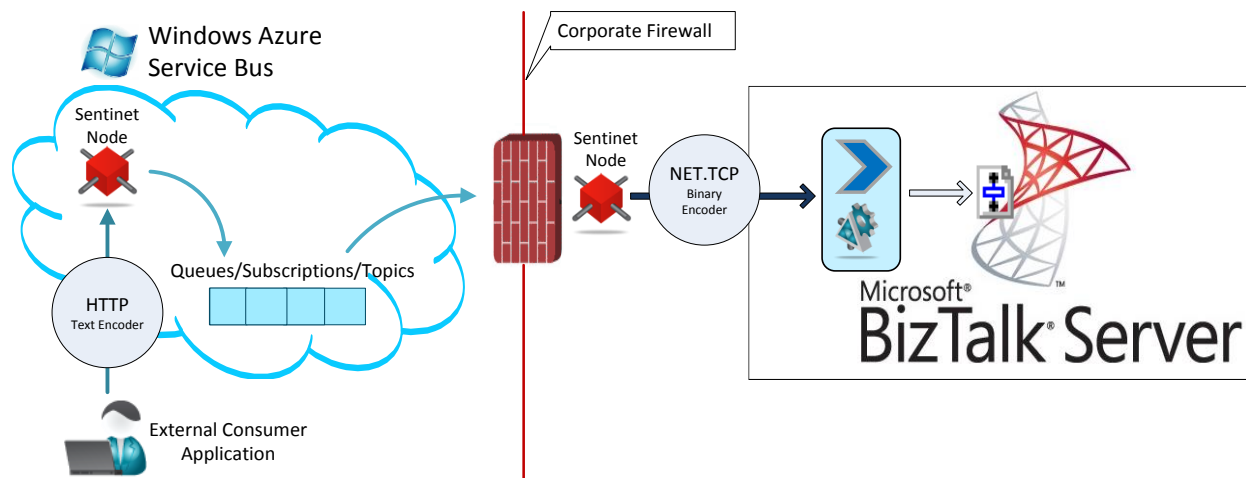 Windows Azure
Service Bus
Corporate Firewall
Sentinet
Node
Sentinet
Node
NET.TCP
Binary
Encoder
Queues/Subscriptions/Topics
HTTP
Text Encoder
TM
Microsoft®
BizTalk® Server
External Consumer
Application